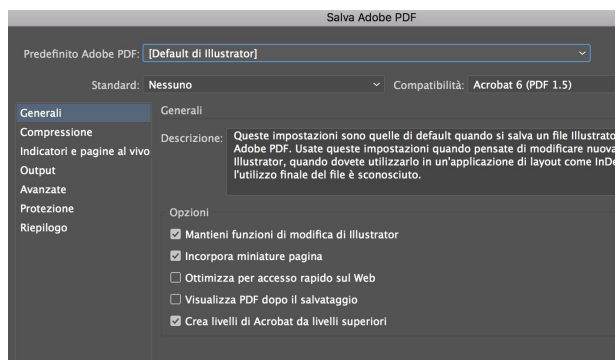 Salva Adobe PDF
Predefinito Adobe PDF: [Default di Illustrator]
Standard: Nessuno Compatibilità: Acrobat 6 (PDF 1.5)
Generali
Compressione
Indicatori e pagine al vivo
Output
Avanzate
Protezione
Riepilogo
Generali
Descrizione: Queste impostazioni sono quelle di default quando si salva un file Illustrato
Adobe PDF. Usate queste impostazioni quando pensate di modificare nuova
Illustrator, quando dovete utilizzarlo in un'applicazione di layout come InDe
l'utilizzo finale del file è sconosciuto.
Opzioni
Mantieni funzioni di modifica di Illustrator
Incorpora miniature pagina
Ottimizza per accesso rapido sul Web
Visualizza PDF dopo il salvataggio
Crea livelli di Acrobat da livelli superiori